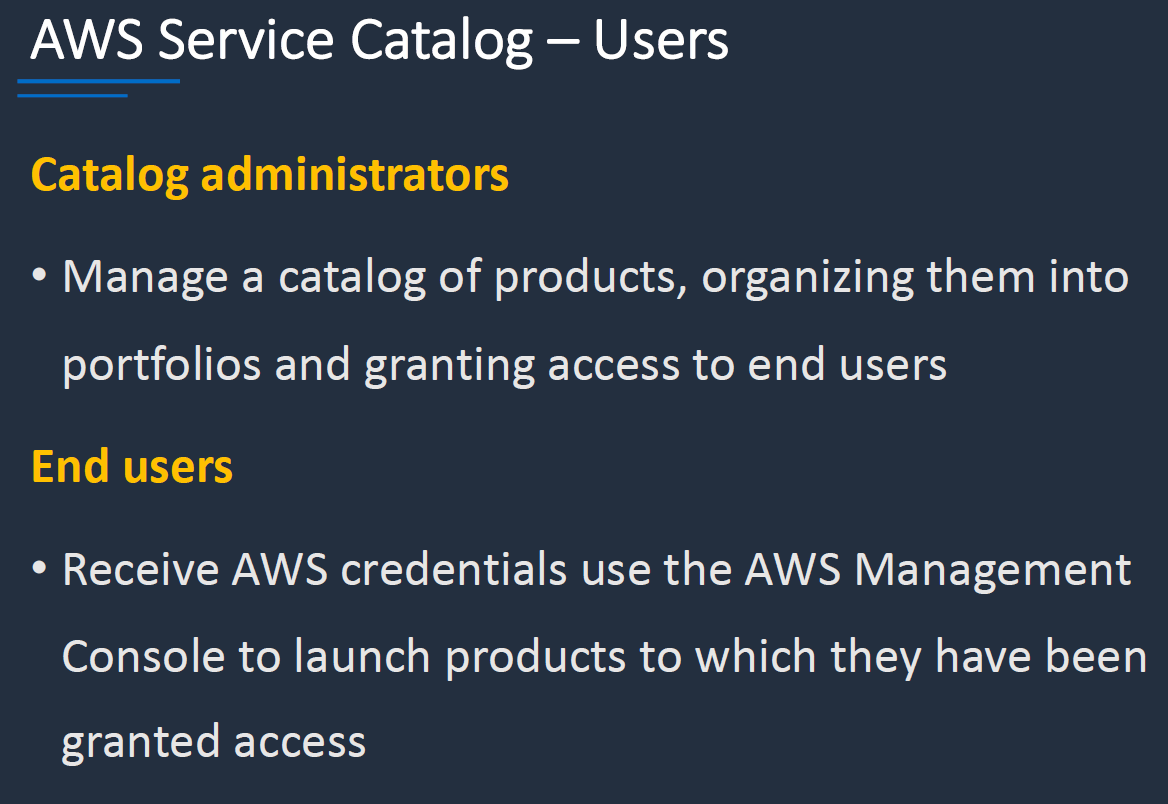 AWS Service Catalog – Users
Catalog administrators
• Manage a catalog of products, organizing them into
portfolios and granting access to end users
End users
• Receive AWS credentials use the AWS Management
Console to launch products to which they have been
granted access